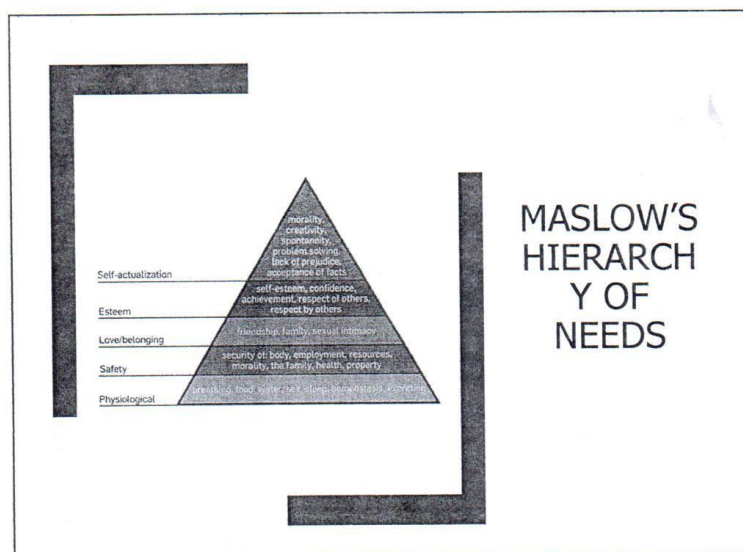 MASLOW'S
HIERARCH
Y OF
NEEDS
morality,
creativity,
spontaneity,
problem solving,
lack of prejudice,
acceptance of facts
Self-actualization
self-esteem, confidence,
achievement, respect of others,
respect by others
Esteem
friendship, family, sexual intimacy
Love/belonging
security of: body, employment, resources,
morality, the family, health, property
Safety
breathing, food, water, sex, sleep, homeostasis, excretion
Physiological